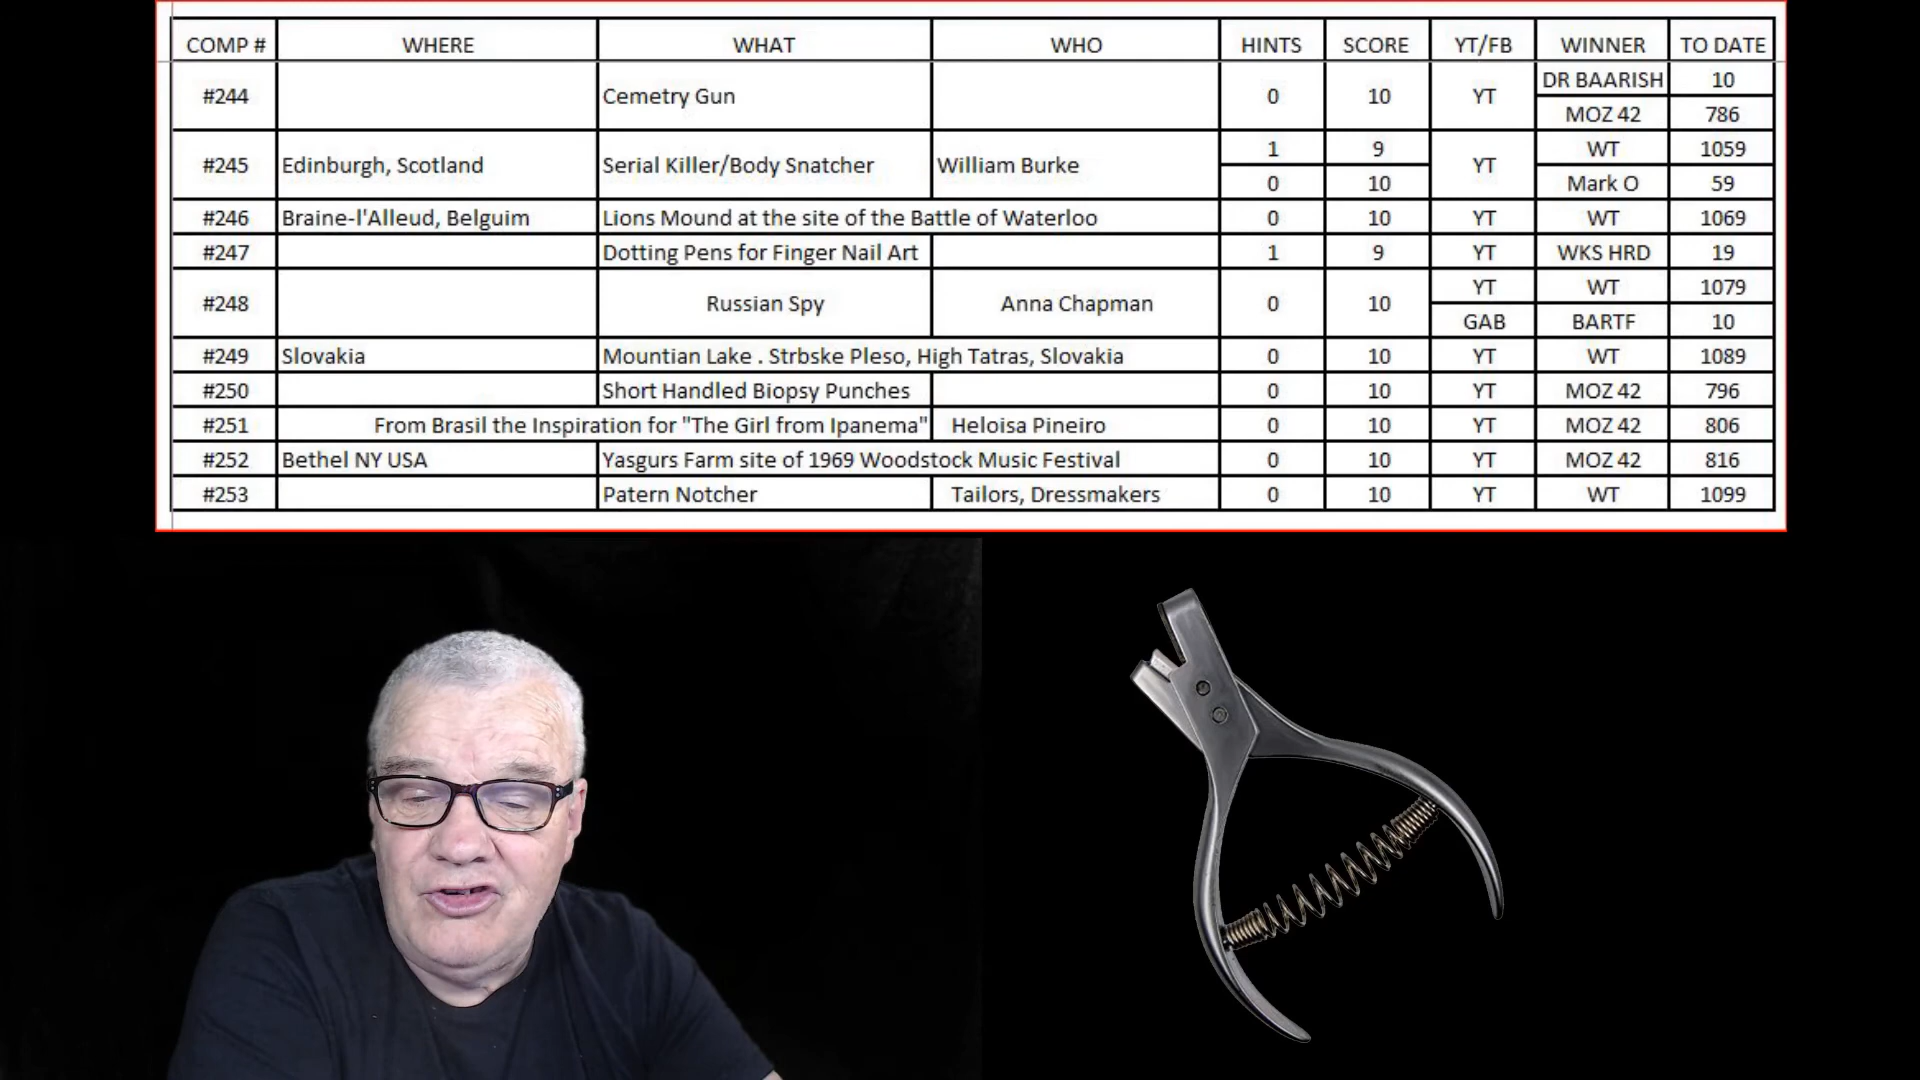 COMP # WHERE WHAT WHO HINTS SCORE YT/FB WINNER TO DATE
#244 Cemetry Gun 0 10 YT DR BAARISH 10
MOZ 42 786
#245 Edinburgh, Scotland Serial Killer/Body Snatcher William Burke 1 9 YT WT 1059
0 10 Mark O 59
#246 Braine-l'Alleud, Belguim Lions Mound at the site of the Battle of Waterloo 0 10 YT WT 1069
#247 Dotting Pens for Finger Nail Art 1 9 YT WKS HRD 19
#248 Russian Spy Anna Chapman 0 10 YT WT 1079
GAB BARTF 10
#249 Slovakia Mountian Lake . Strbske Pleso, High Tatras, Slovakia 0 10 YT WT 1089
#250 Short Handled Biopsy Punches 0 10 YT MOZ 42 796
#251 From Brasil the Inspiration for "The Girl from Ipanema" Heloisa Pineiro 0 10 YT MOZ 42 806
#252 Bethel NY USA Yasgurs Farm site of 1969 Woodstock Music Festival 0 10 YT MOZ 42 816
#253 Patern Notcher Tailors, Dressmakers 0 10 YT WT 1099